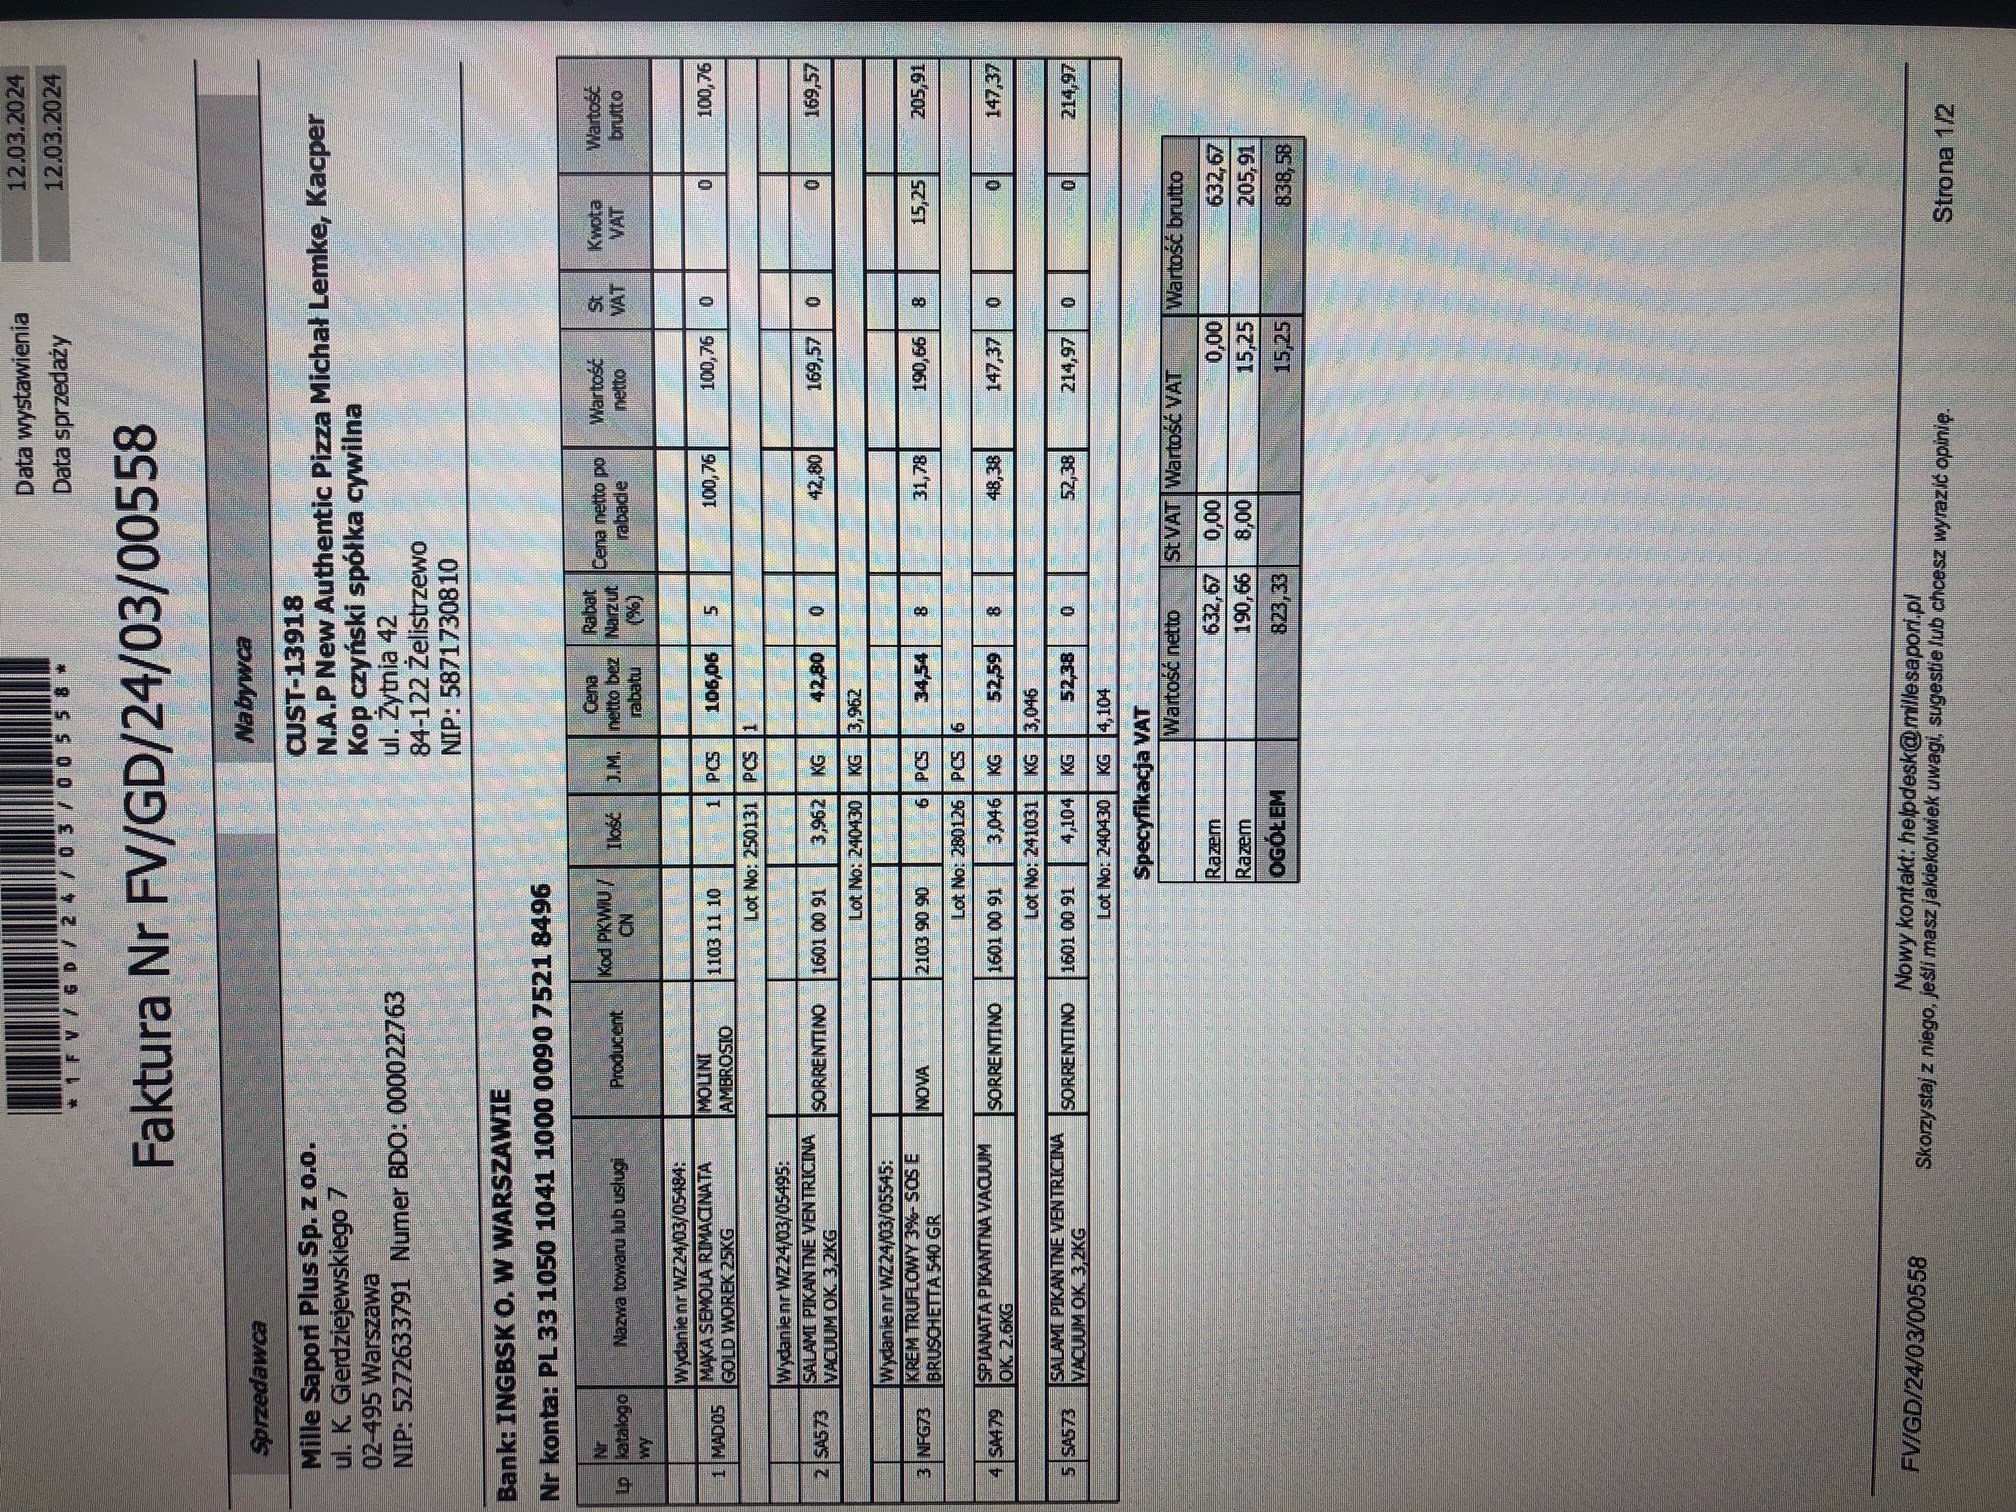 Data wystawienia 12.03.2024
Data sprzedaży 12.03.2024
* 1 F V / G D / 2 4 / 0 3 / 0 0 5 5 8 *
Faktura Nr FV/GD/24/03/00558
Sprzedawca
Mille Sapori Plus Sp. z o.o.
ul. K. Gierdziejewskiego 7
02-495 Warszawa
NIP: 5272633791 Numer BDO: 000022763
Nabywca
CUST-13918
N.A.P New Authentic Pizza Michał Lemke, Kacper
Kop czyński spółka cywilna
ul. Żytnia 42
84-122 Żelistrzewo
NIP: 5871730810
Bank: INGBSK O. W WARSZAWIE
Nr konta: PL 33 1050 1041 1000 0090 7521 8496
Lp Nr katalogo wy Nazwa towaru lub usługi Producent Kod PKWIU / CN Ilość J.M. Cena netto bez rabatu Rabat Narzut (%) Cena netto po rabacie Wartość netto St VAT Kwota VAT Wartość brutto
Wydanie nr WZ24/03/05484:
1 MAD05 MĄKA SEMOLA RIMACINATA MOLINI 1103 11 10 1 PCS 106,06 5 100,76 100,76 0 0 100,76
GOLD WOREK 25KG AMBROSIO
Lot No: 250131 PCS 1
Wydanie nr WZ24/03/05495:
2 SA573 SALAMI PIKANTNE VENTRICINA SORRENTINO 1601 00 91 3,962 KG 42,80 0 42,80 169,57 0 0 169,57
VACUUM OK. 3,2KG
Lot No: 240430 KG 3,962
Wydanie nr WZ24/03/05545:
3 NFG73 KREM TRUFLOWY 3%- SOS E NOVA 2103 90 90 6 PCS 34,54 8 31,78 190,66 8 15,25 205,91
BRUSCHETTA 540 GR
Lot No: 280126 PCS 6
4 SA479 SPIANATA PIKANTNA VACUUM SORRENTINO 1601 00 91 3,046 KG 52,59 8 48,38 147,37 0 0 147,37
OK. 2.6KG
Lot No: 241031 KG 3,046
5 SA573 SALAMI PIKANTNE VENTRICINA SORRENTINO 1601 00 91 4,104 KG 52,38 0 52,38 214,97 0 0 214,97
VACUUM OK. 3,2KG
Lot No: 240430 KG 4,104
Specyfikacja VAT
Wartość netto St VAT Wartość VAT Wartość brutto
Razem 632,67 0,00 0,00 632,67
Razem 190,66 8,00 15,25 205,91
OGÓŁEM 823,33 15,25 838,58
Nowy kontakt: helpdesk@millesapori.pl
FV/GD/24/03/00558 Skorzystaj z niego, jeśli masz jakiekolwiek uwagi, sugestie lub chcesz wyrazić opinię. Strona 1/2